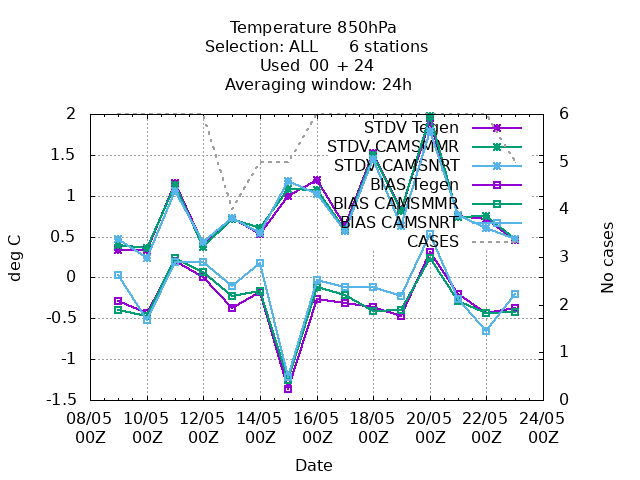 Temperature 850hPa
Selection: ALL 6 stations
Used 00 + 24
Averaging window: 24h
STDV Tegen
STDV CAMSMMR
STDV CAMSNRT
BIAS Tegen
BIAS CAMSMMR
BIAS CAMSNRT
CASES
2
1.5
1
0.5
0
-0.5
-1
-1.5
deg C
6
5
4
3
2
1
0
No cases
08/05 10/05 12/05 14/05 16/05 18/05 20/05 22/05 24/05
00Z 00Z 00Z 00Z 00Z 00Z 00Z 00Z 00Z
Date